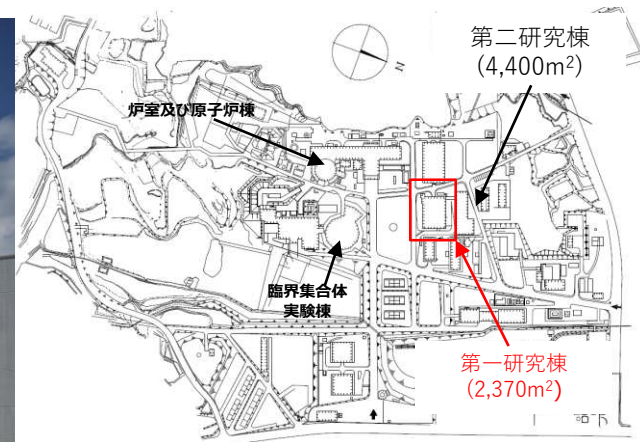 第二研究棟
(4,400m²)
炉室及び原子炉棟
N
臨界集合体
実験棟
第一研究棟
(2,370m²)